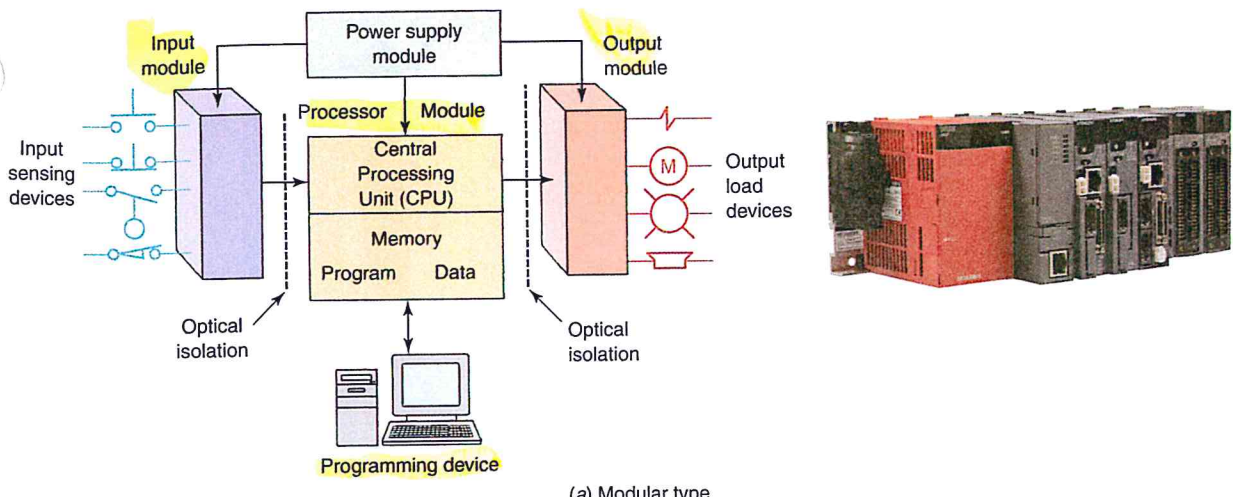 Input
module
Power supply
module
Output
module
Processor Module
Input
sensing
devices
Central
Processing
Unit (CPU)
Memory
Program Data
M
Output
load
devices
Optical
isolation
Optical
isolation
Programming device
(a) Modular type